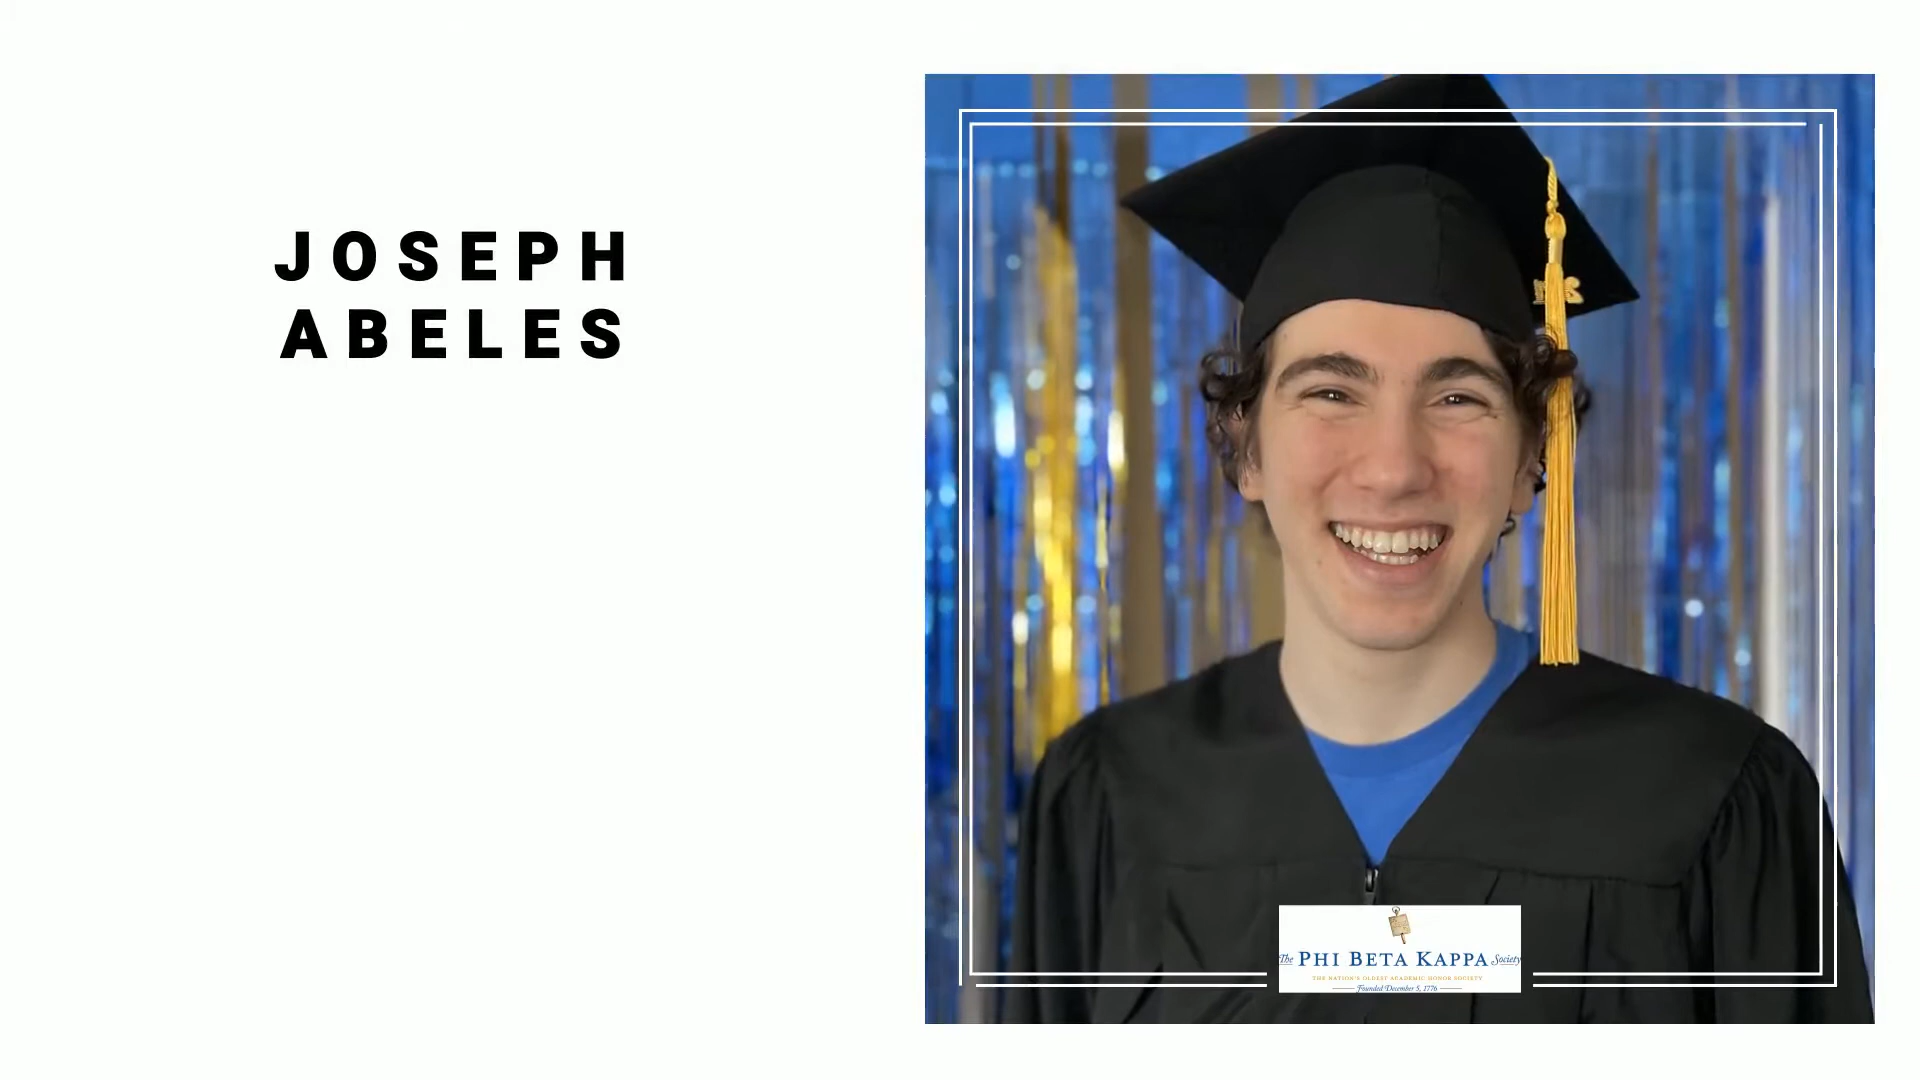 JOSEPH
ABELES
The PHI BETA KAPPA Society
THE NATION'S OLDEST ACADEMIC HONOR SOCIETY
Founded December 5, 1776